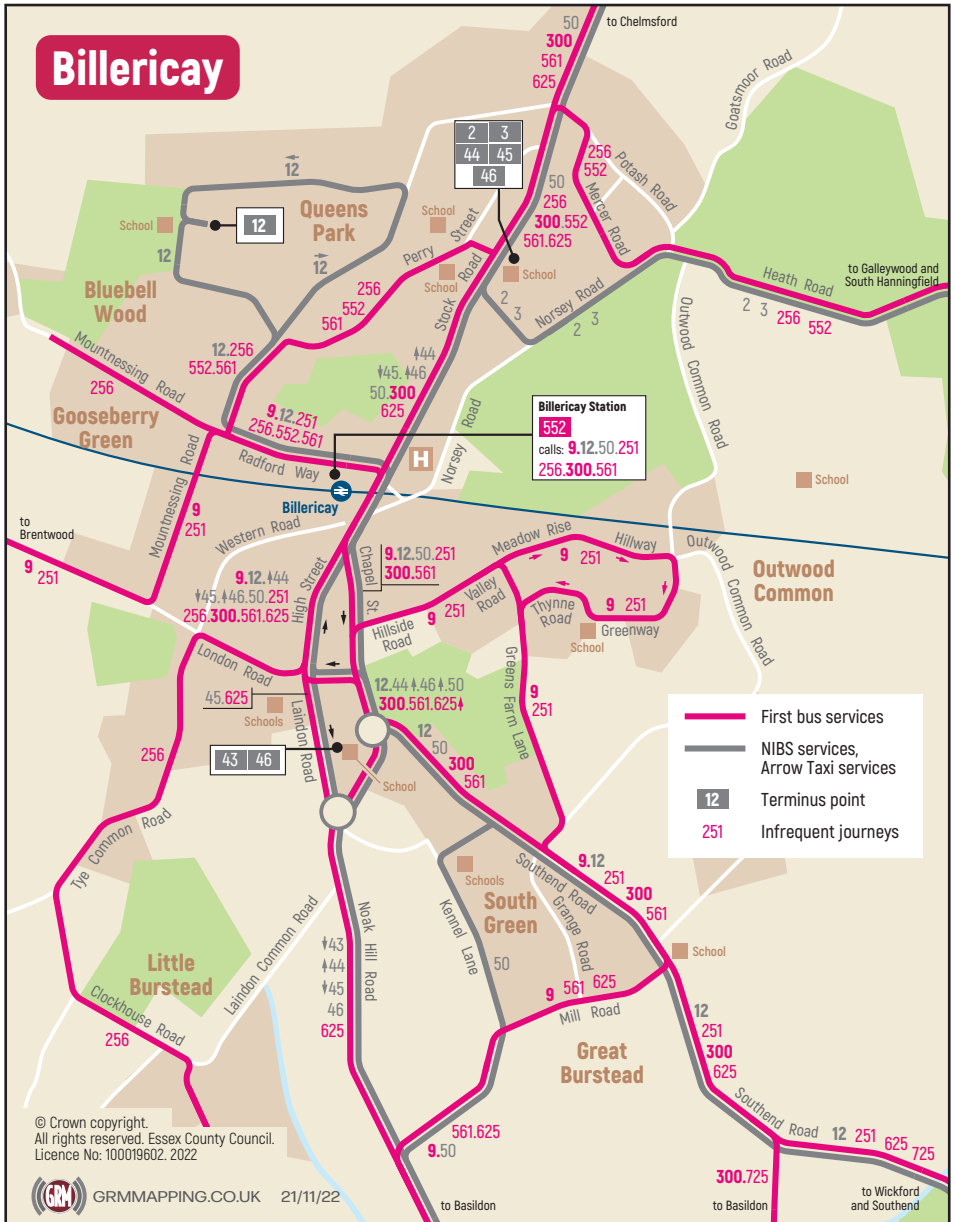 Billericay
50
300
561
625
to Chelmsford
Goatsmoor Road
2 3
44 45
46
256
552
Potash Road
Mercer Road
12
Queens
Park
School
12
12
12
School
Perry Street
School
50
256
300.552
561.625
School
Stock Road
2
3
Norsey Road
2 3
Heath Road
to Galleywood and
South Hanningfield
2 3 256 552
Bluebell
Wood
256
552
561
Mountnessing Road
256
12.256
552.561
44
45. 46
50.300
625
Outwood Common Road
Gooseberry
Green
9.12.251
256.552.561
Radford Way
H
Norsey Road
Billericay Station
552
calls: 9.12.50.251
256.300.561
School
Billericay
Mountnessing Road
9
251
Western Road
to
Brentwood
9
251
9.12. 44
45. 46.50.251
256.300.561.625
High Street
Chapel St.
9.12.50.251
300.561
Meadow Rise
9 251
Hillway
Outwood Common Road
Outwood
Common
Valley Road
9 251
Hillside
Road
Thynne
Road
9 251
Greenway
School
London Road
45.625
Schools
Laindon Road
12.44 .46 .50
300.561.625
Greens Farm Lane
9
251
256
43 46
School
12
50
300
561
First bus services
NIBS services,
Arrow Taxi services
12 Terminus point
251 Infrequent journeys
Tye Common Road
Schools
South
Green
Southend Road
9.12
251
300
561
Grange Road
School
Noak Hill Road
Laindon Common Road
Kennel Lane
50
43
44
45
46
625
Little
Burstead
Clockhouse Road
256
9 561 625
Mill Road
Great
Burstead
12
251
300
625
Southend Road
12 251 625 725
561.625
9.50
300.725
to Basildon
to Basildon
to Wickford
and Southend
© Crown copyright.
All rights reserved. Essex County Council.
Licence No: 100019602. 2022
GRM GRMMAPPING.CO.UK 21/11/22